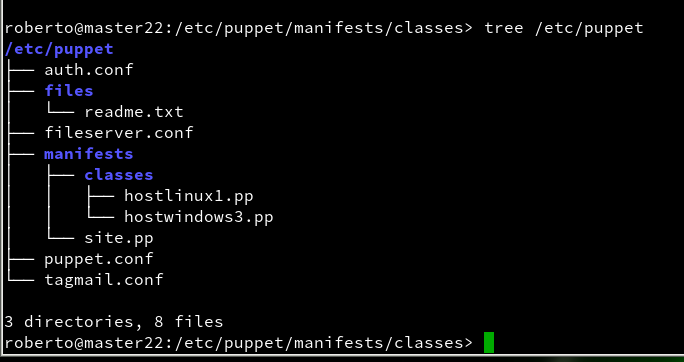 roberto@master22:/etc/puppet/manifests/classes> tree /etc/puppet
/etc/puppet
├── auth.conf
├── files
│   └── readme.txt
├── fileserver.conf
├── manifests
│   ├── classes
│   │   ├── hostlinux1.pp
│   │   └── hostwindows3.pp
│   └── site.pp
├── puppet.conf
└── tagmail.conf
3 directories, 8 files
roberto@master22:/etc/puppet/manifests/classes>